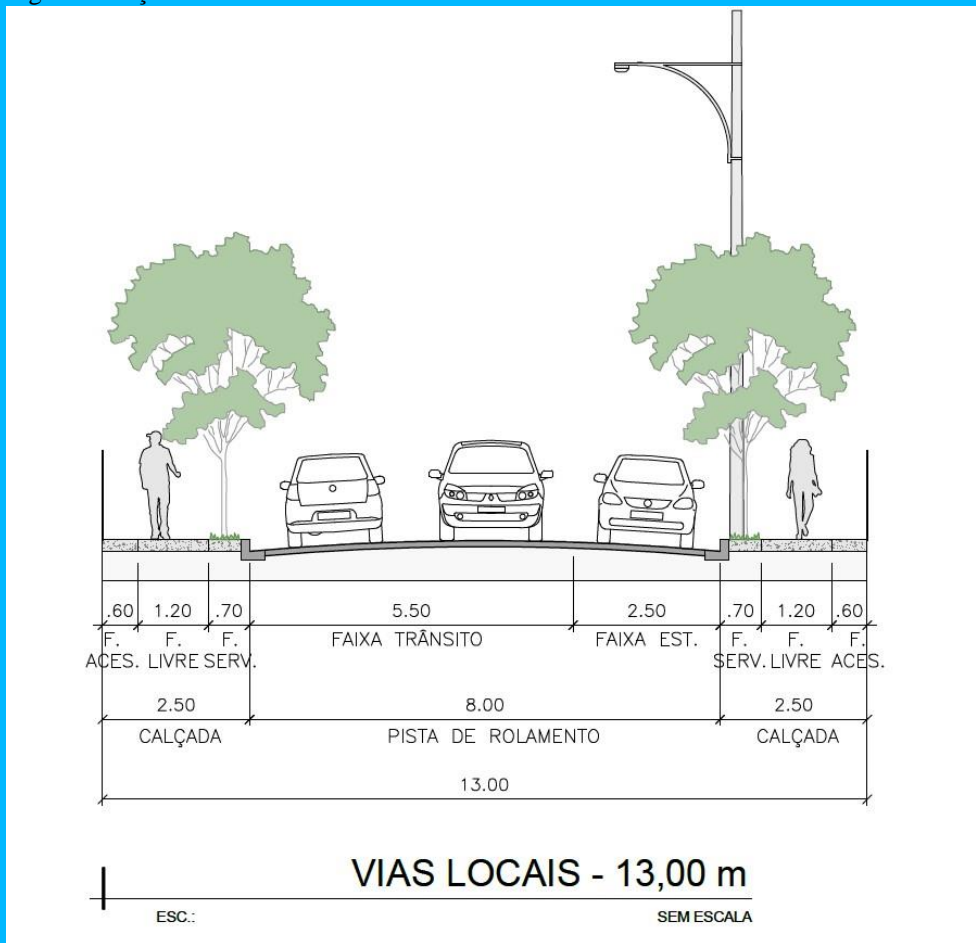 .60 1.20 .70 5.50 2.50 .70 1.20 .60
F. F. F. FAIXA TRÂNSITO FAIXA EST. F. F. F.
ACES. LIVRE SERV. SERV. LIVRE ACES.
2.50 8.00 2.50
CALÇADA PISTA DE ROLAMENTO CALÇADA
13.00
VIAS LOCAIS - 13,00 m
ESC.: SEM ESCALA